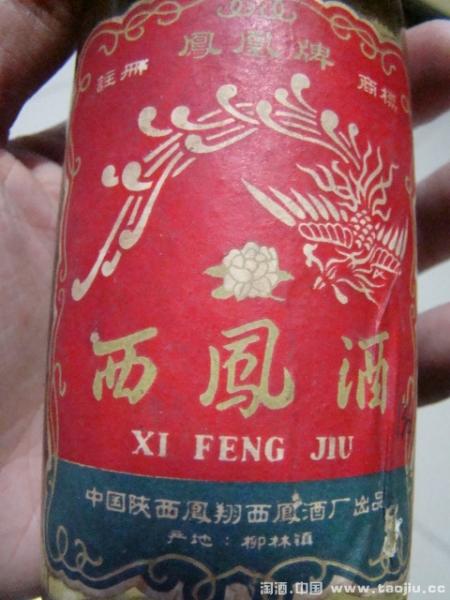 鳳凰牌
註册 商標
西鳳酒
XI FENG JIU
中国陕西鳳翔西鳳酒厂出品
产地：柳林镇
淘酒.中国 www.taojiu.cc